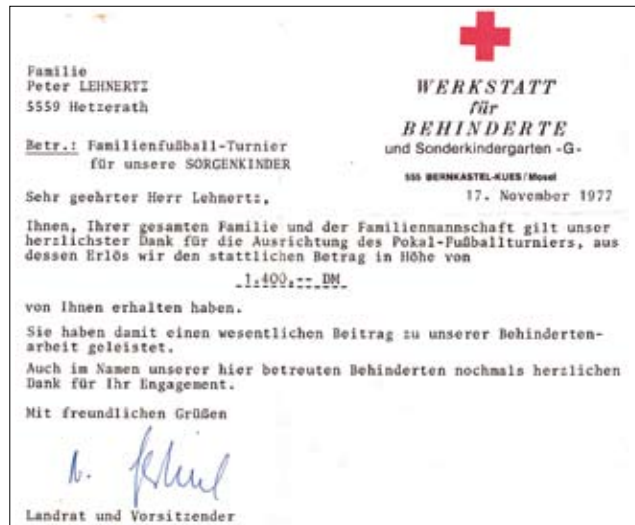 Familie
Peter LEHNERTZ
5559 Hetzerath
WERKSTATT
für
BEHINDERTE
und Sonderkindergarten -G-
555 BERNKASTEL-KUES/Mosel
Betr.: Familienfußball-Turnier
für unsere SORGENKINDER
17. November 1977
Sehr geehrter Herr Lehnertz,
Ihnen, Ihrer gesamten Familie und der Familienmannschaft gilt unser
herzlichster Dank für die Ausrichtung des Pokal-Fußballturniers, aus
dessen Erlös wir den stattlichen Betrag in Höhe von
1.400,-- DM
von Ihnen erhalten haben.
Sie haben damit einen wesentlichen Beitrag zu unserer Behinderten-
arbeit geleistet.
Auch im Namen unserer hier betreuten Behinderten nochmals herzlichen
Dank für Ihr Engagement.
Mit freundlichen Grüßen
Landrat und Vorsitzender